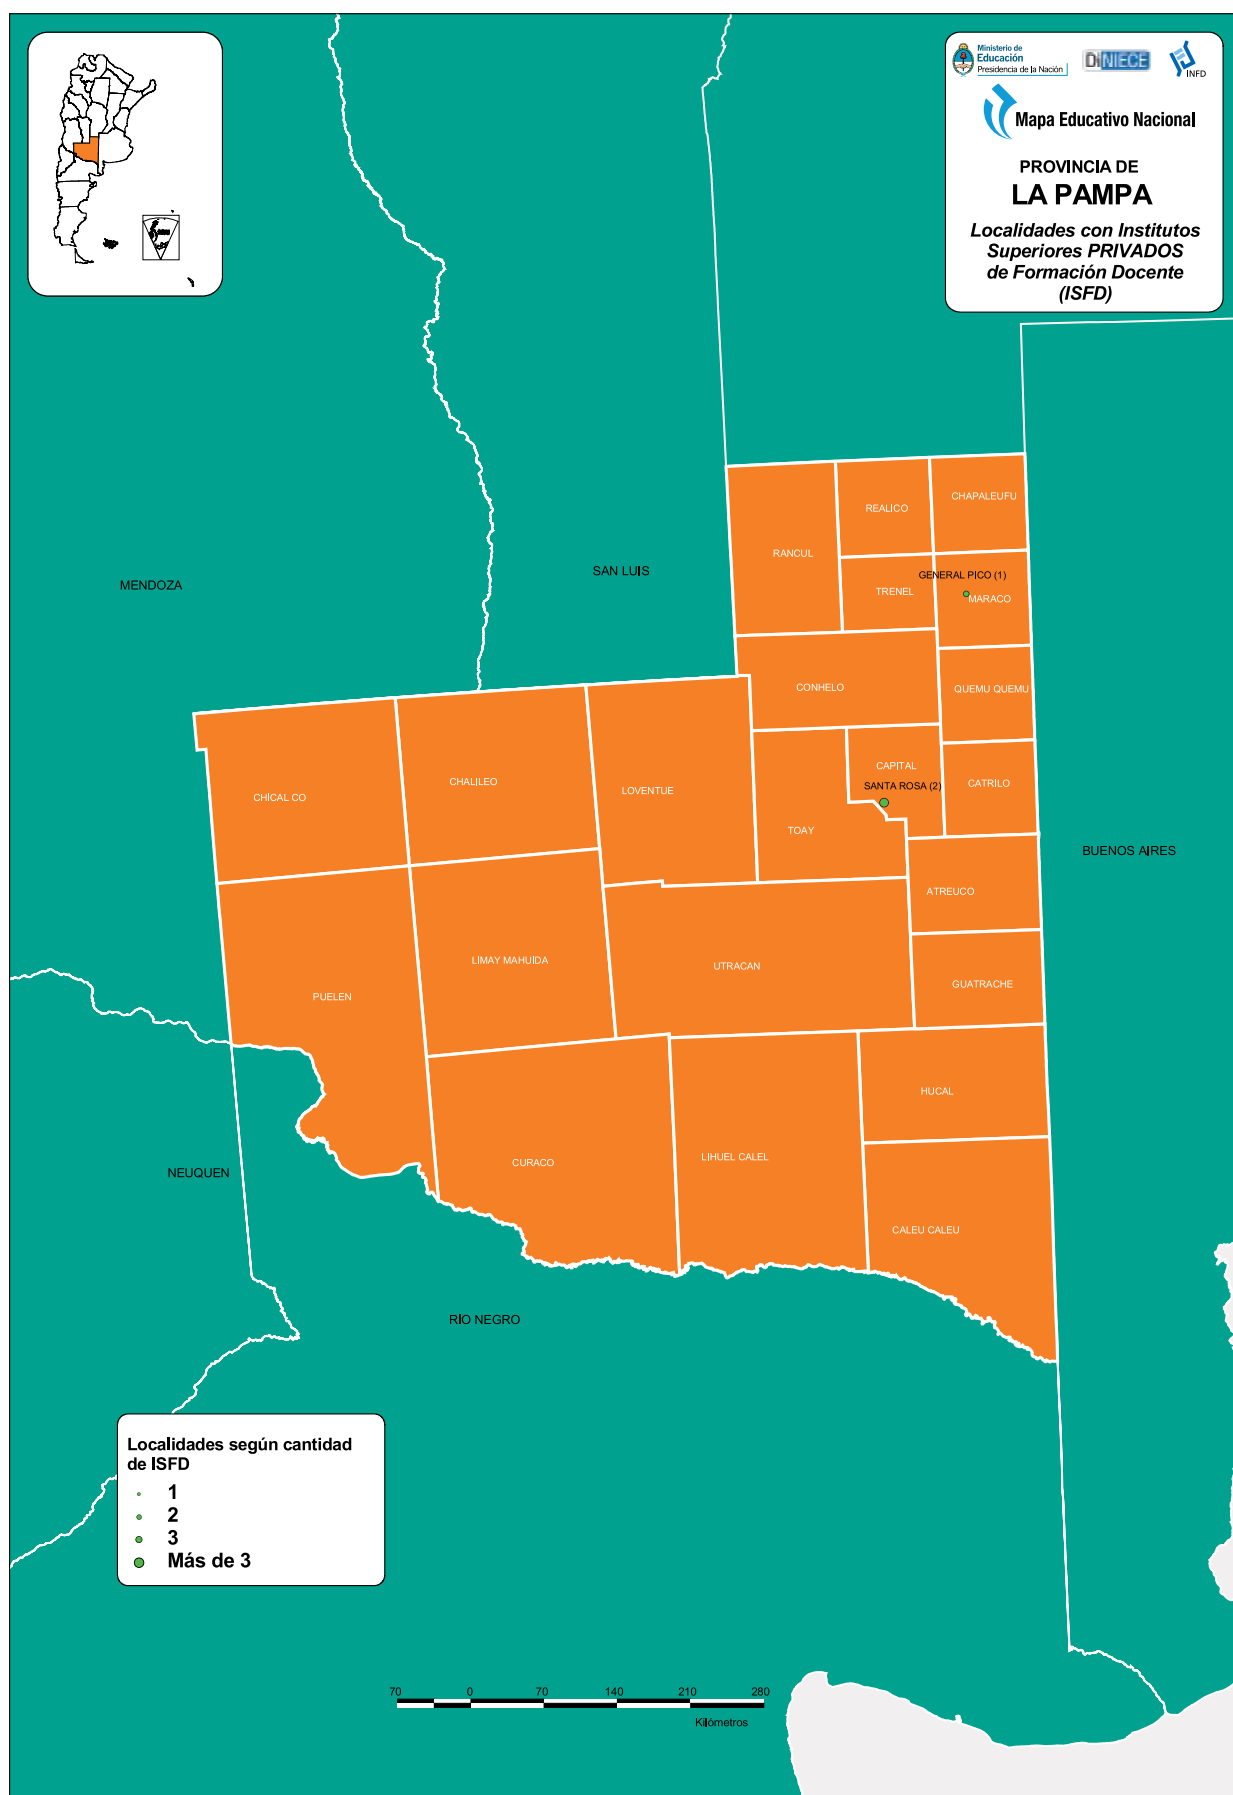 Ministerio de
Educación
Presidencia de la Nación
DiNIECE
INFD
Mapa Educativo Nacional
PROVINCIA DE
LA PAMPA
Localidades con Institutos
Superiores PRIVADOS
de Formación Docente
(ISFD)
CHAPALEUFU
REALICO
RANCUL
SAN LUIS
MENDOZA
GENERAL PICO (1)
TRENEL
MARACO
CONHELO
QUEMU QUEMU
CAPITAL
CHALILEO
CATRILO
SANTA ROSA (2)
LOVENTUE
CHICAL CO
TOAY
BUENOS AIRES
ATREUCO
LIMAY MAHUIDA
UTRACAN
GUATRACHE
PUELEN
HUCAL
LIHUEL CALEL
CURACO
NEUQUEN
CALEU CALEU
RÍO NEGRO
Localidades según cantidad
de ISFD
1
2
3
Más de 3
70 0 70 140 210 280
Kilómetros